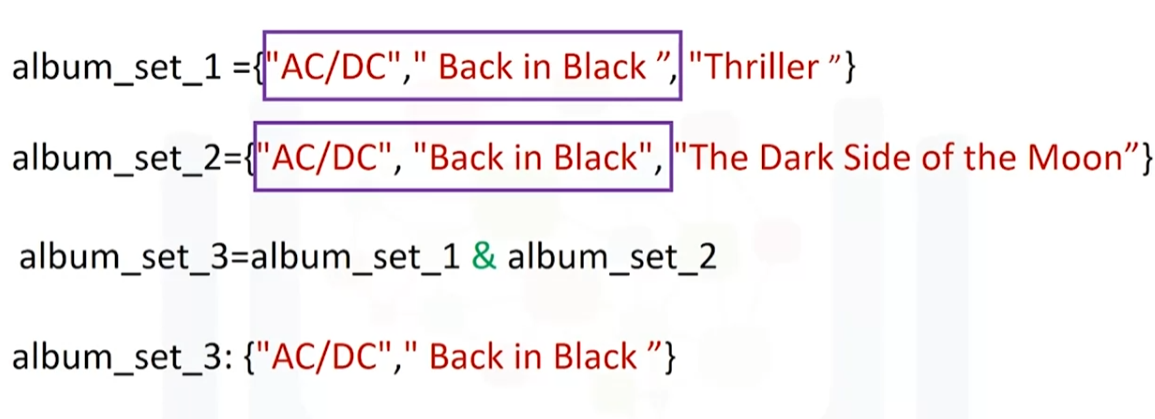 album_set_1 ={"AC/DC"," Back in Black ”, "Thriller ”}
album_set_2={"AC/DC", "Back in Black", "The Dark Side of the Moon”}
album_set_3=album_set_1 & album_set_2
album_set_3: {"AC/DC"," Back in Black ”}